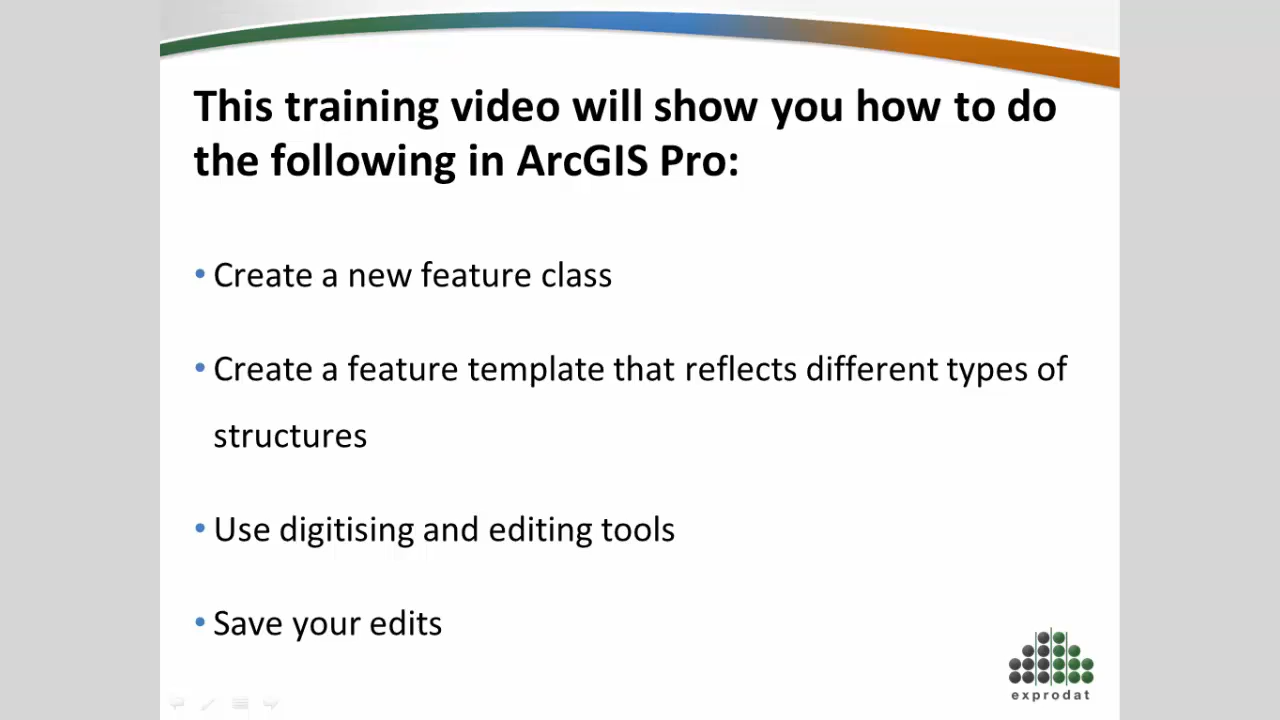 This training video will show you how to do
the following in ArcGIS Pro:
• Create a new feature class
• Create a feature template that reflects different types of
structures
• Use digitising and editing tools
• Save your edits
exprodat